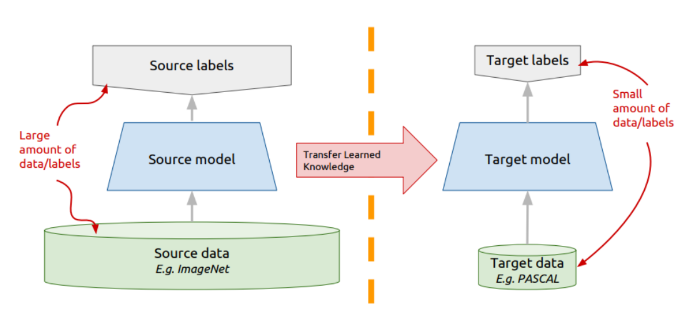 Source labels
Target labels
Large
amount of
data/labels
Small
amount of
data/labels
Source model
Transfer Learned
Knowledge
Target model
Source data
E.g. ImageNet
Target data
E.g. PASCAL